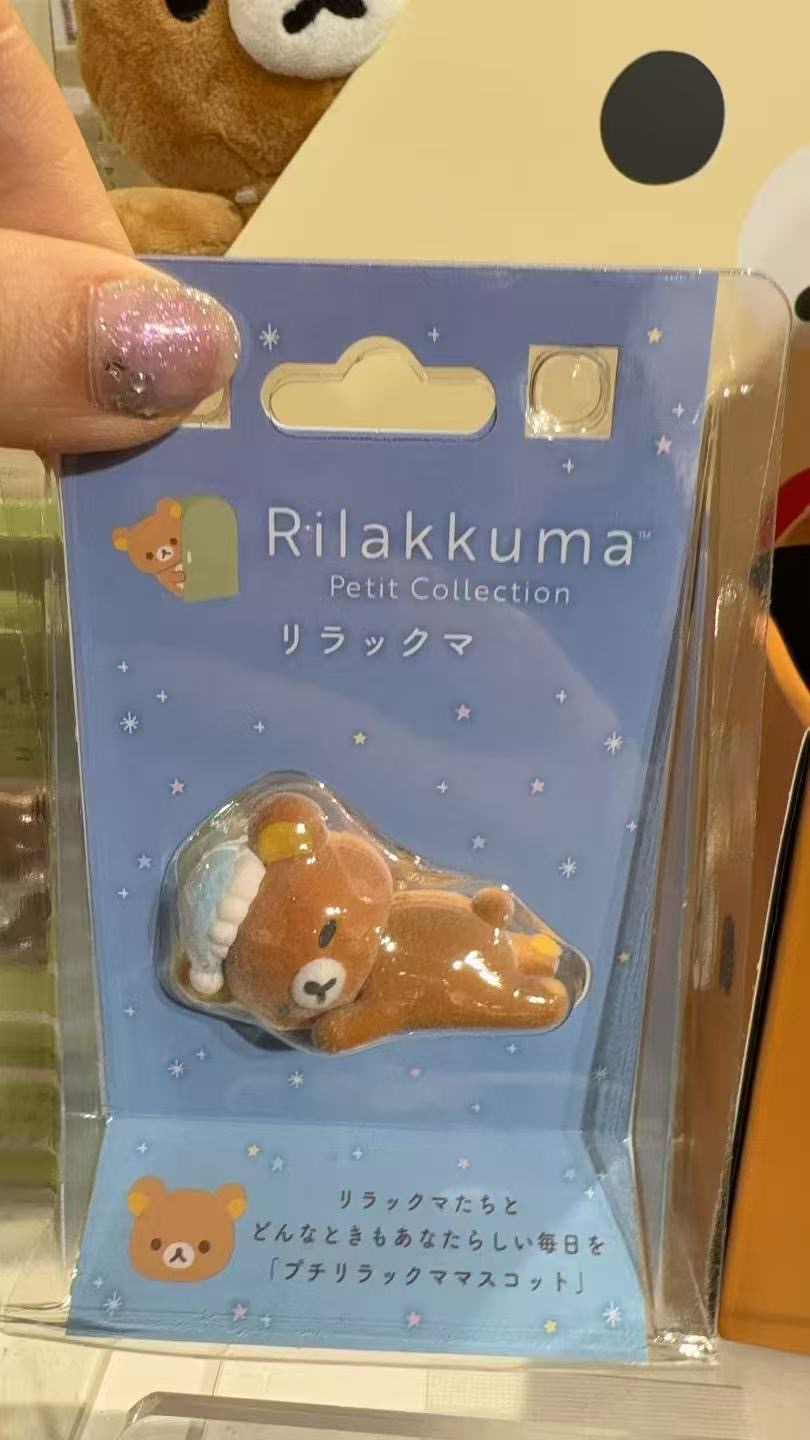 Rilakkuma™
Petit Collection
リラックマ
リラックマたちと
どんなときもあなたらしい毎日を
「プチリラックママスコット」